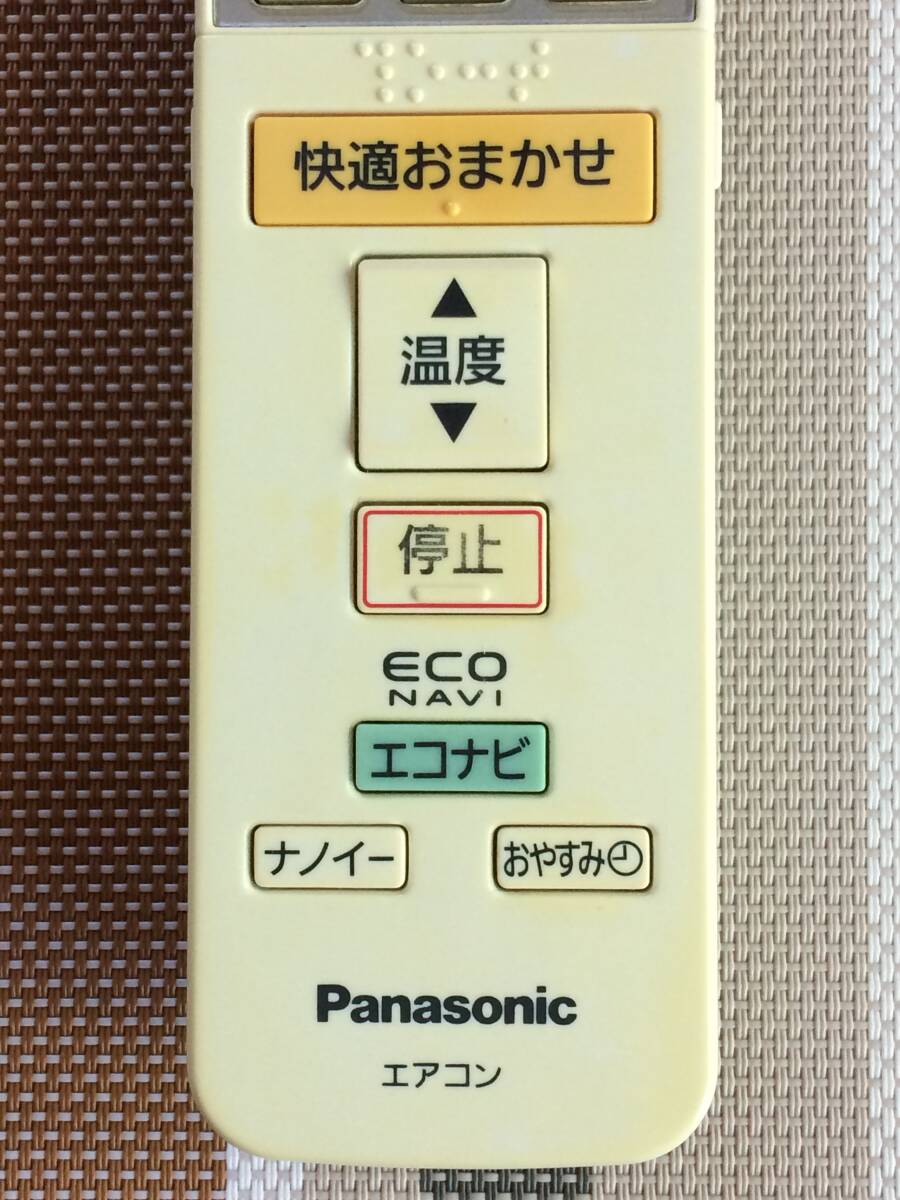 快適おまかせ
▲
温度
▼
停止
ECO
NAVI
エコナビ
ナノイー
おやすみ
Panasonic
エアコン